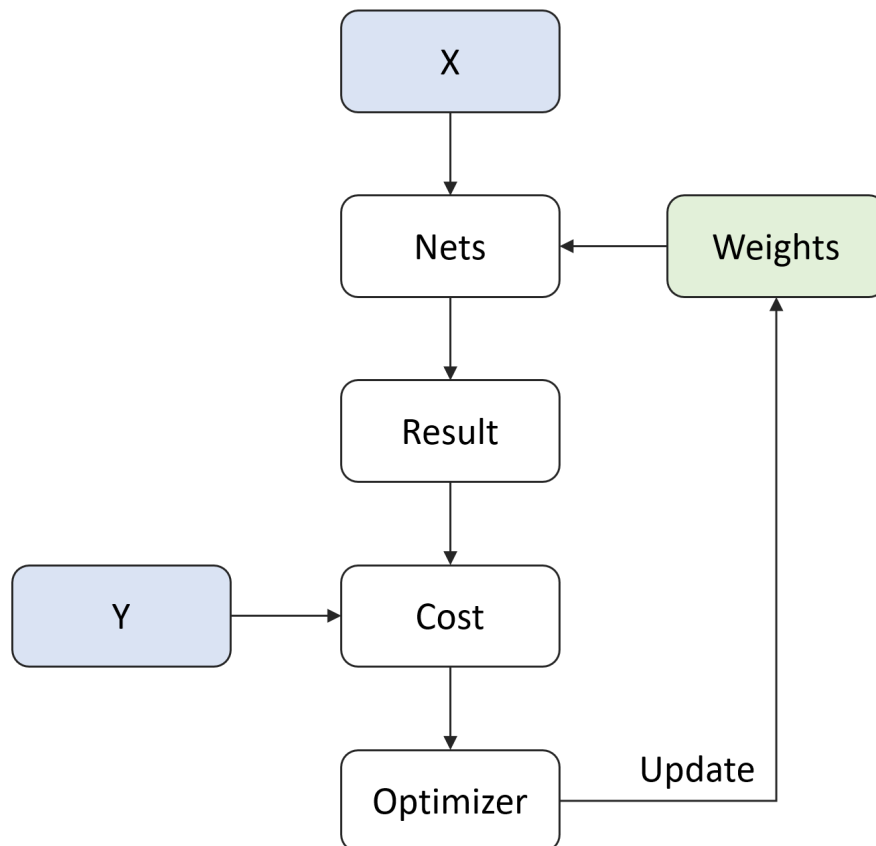 X
Nets
Weights
Result
Y
Cost
Update
Optimizer